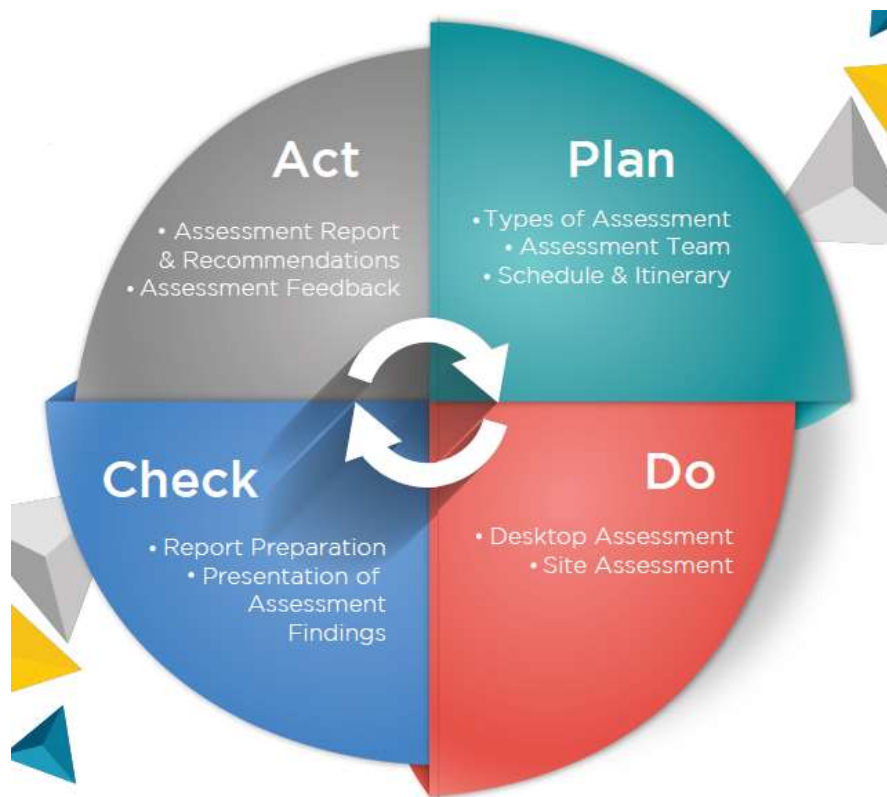 Act
• Assessment Report
& Recommendations
• Assessment Feedback
Plan
•Types of Assessment
• Assessment Team
• Schedule & Itinerary
Check
• Report Preparation
• Presentation of
Assessment
Findings
Do
• Desktop Assessment
• Site Assessment